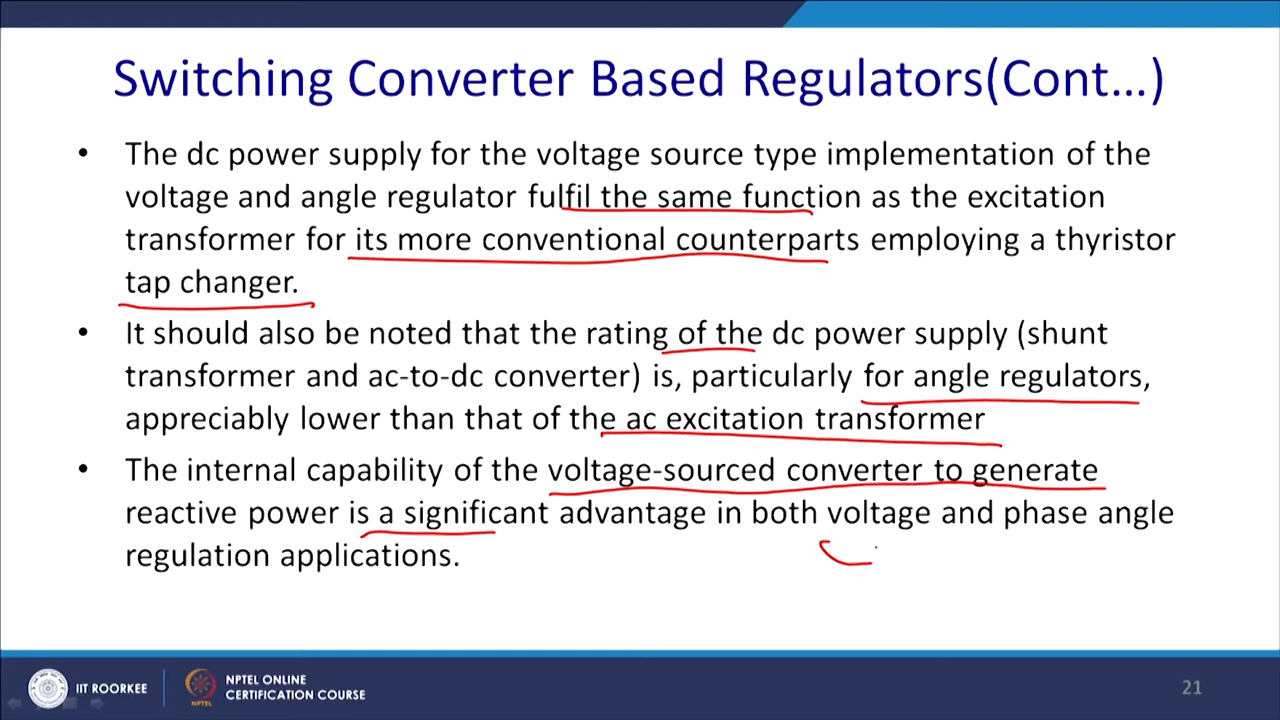 Switching Converter Based Regulators(Cont...)
• The dc power supply for the voltage source type implementation of the
voltage and angle regulator fulfil the same function as the excitation
transformer for its more conventional counterparts employing a thyristor
tap changer.
• It should also be noted that the rating of the dc power supply (shunt
transformer and ac-to-dc converter) is, particularly for angle regulators,
appreciably lower than that of the ac excitation transformer
• The internal capability of the voltage-sourced converter to generate
reactive power is a significant advantage in both voltage and phase angle
regulation applications.
IIT ROORKEE
NPTEL
NPTEL ONLINE
CERTIFICATION COURSE
21